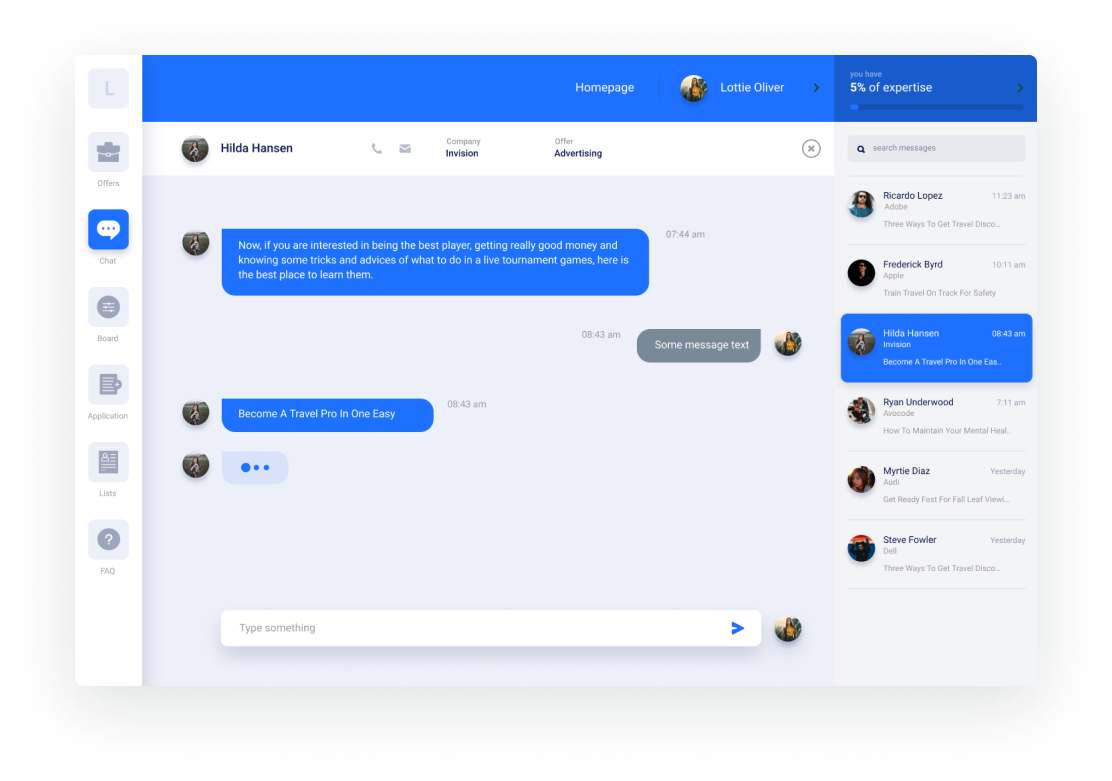 L
Offers
Chat
Board
Application
Lists
?
FAQ
Homepage
Lottie Oliver
you have
5% of expertise
Hilda Hansen
Company
Invision
Offer
Advertising
07:44 am
Now, if you are interested in being the best player, getting really good money and
knowing some tricks and advices of what to do in a live tournament games, here is
the best place to learn them.
08:43 am
Some message text
Become A Travel Pro In One Easy
08:43 am
Type something
search messages
Ricardo Lopez
11:23 am
Adobe
Three Ways To Get Travel Disco..
Frederick Byrd
10:11 am
Apple
Train Travel On Track For Safety
Hilda Hansen
08:43 am
Invision
Become A Travel Pro In One Eas..
Ryan Underwood
7:11 am
Avocode
How To Maintain Your Mental Heal..
Myrtie Diaz
Yesterday
Audi
Get Ready Fast For Fall Leaf Viewi...
Steve Fowler
Yesterday
Dell
Three Ways To Get Travel Disco..